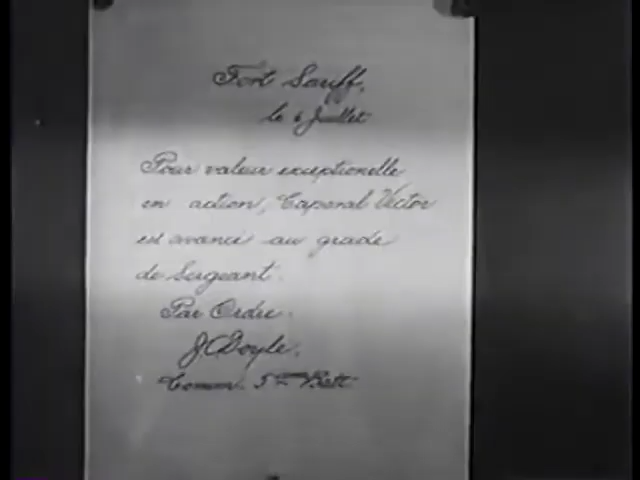 Fort Sauff,
le 6 Juillet
Pour valeur exceptionelle
en action, Caporal Victor
est avancé au grade
de Sergeant.
Par Ordre.
J Doyle.
Comm. 5me Batt